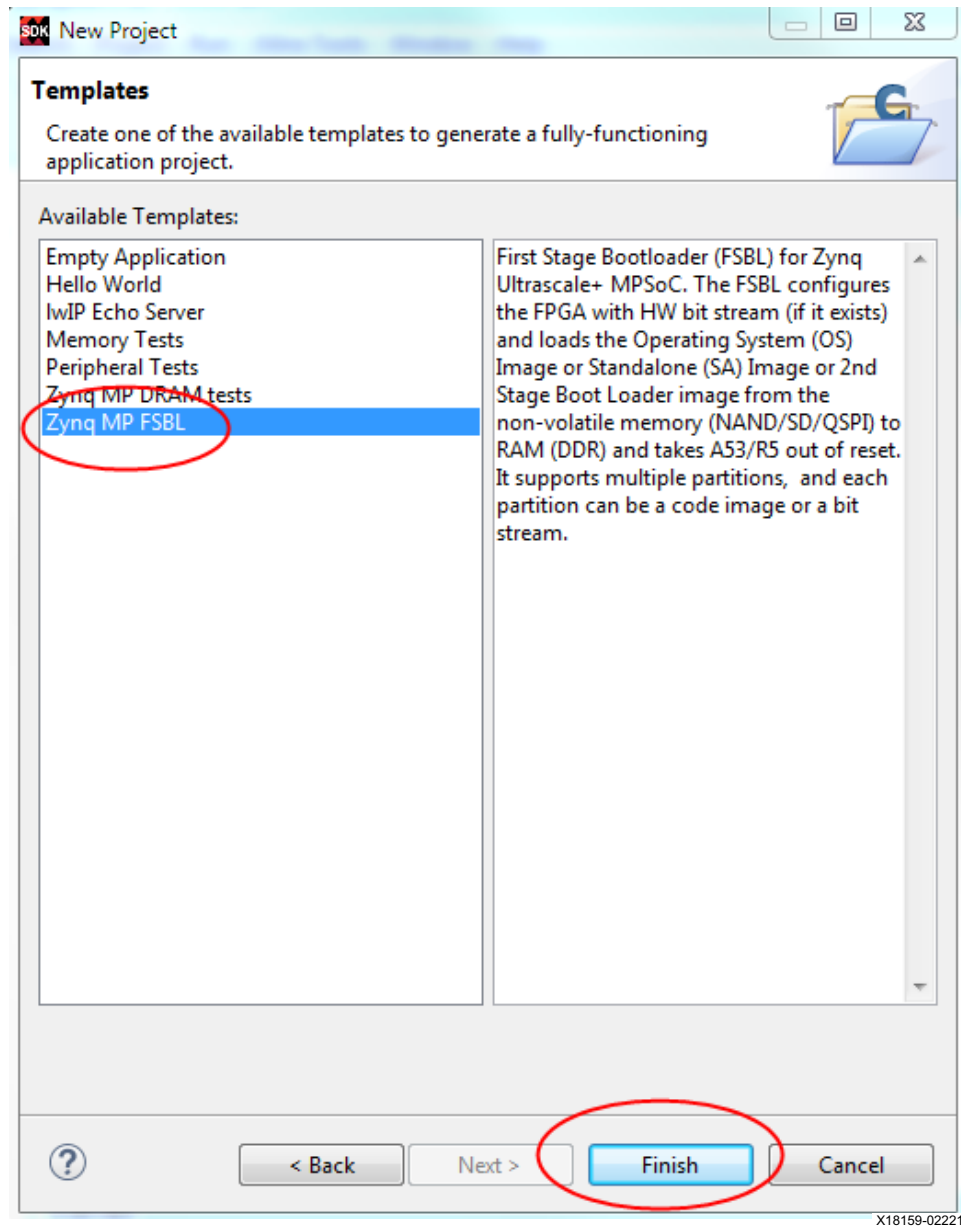 SDK New Project
Templates
Create one of the available templates to generate a fully-functioning
application project.
Available Templates:
Empty Application
Hello World
lwIP Echo Server
Memory Tests
Peripheral Tests
Zynq MP DRAM tests
Zynq MP FSBL
First Stage Bootloader (FSBL) for Zynq
Ultrascale+ MPSoC. The FSBL configures
the FPGA with HW bit stream (if it exists)
and loads the Operating System (OS)
Image or Standalone (SA) Image or 2nd
Stage Boot Loader image from the
non-volatile memory (NAND/SD/QSPI) to
RAM (DDR) and takes A53/R5 out of reset.
It supports multiple partitions, and each
partition can be a code image or a bit
stream.
? < Back Next > Finish Cancel
X18159-02221